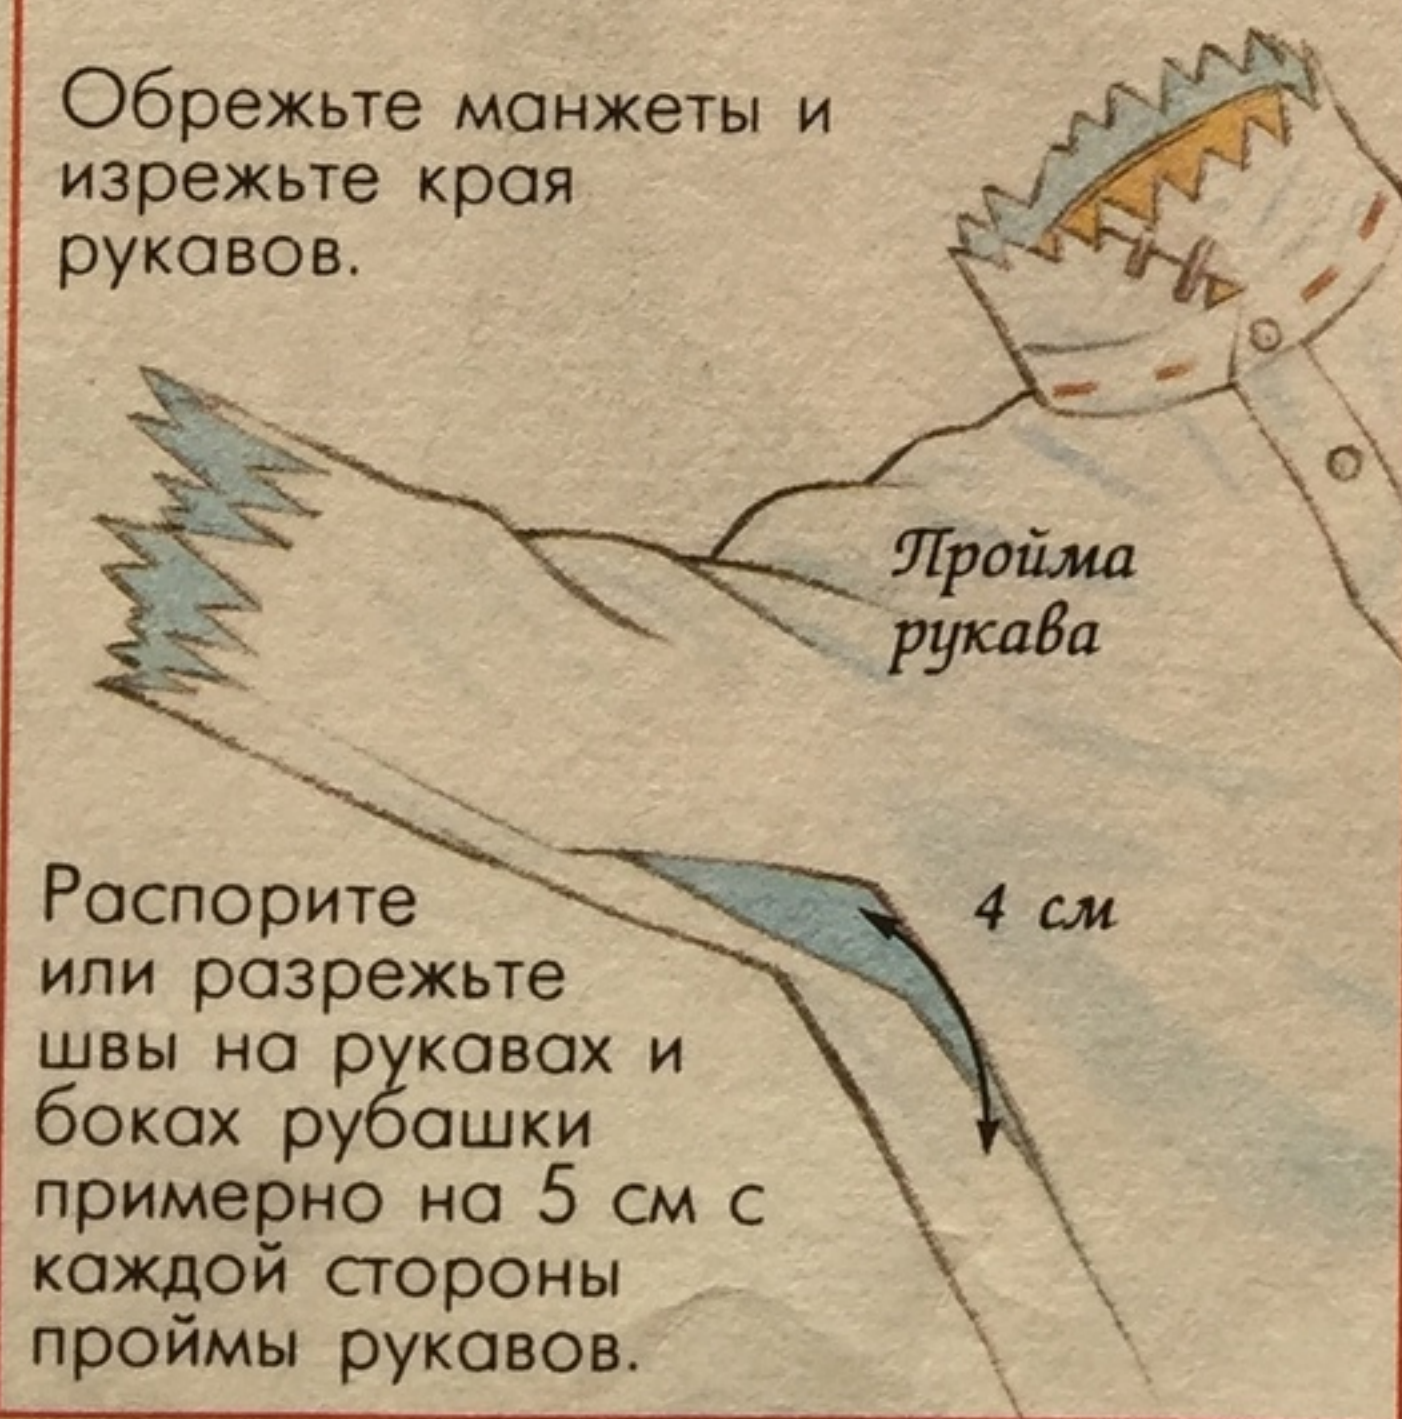 Обрежьте манжеты и
изрежьте края
рукавов.
Пройма
рукава
4 см
Распорите
или разрежьте
швы на рукавах и
боках рубашки
примерно на 5 см с
каждой стороны
проймы рукавов.